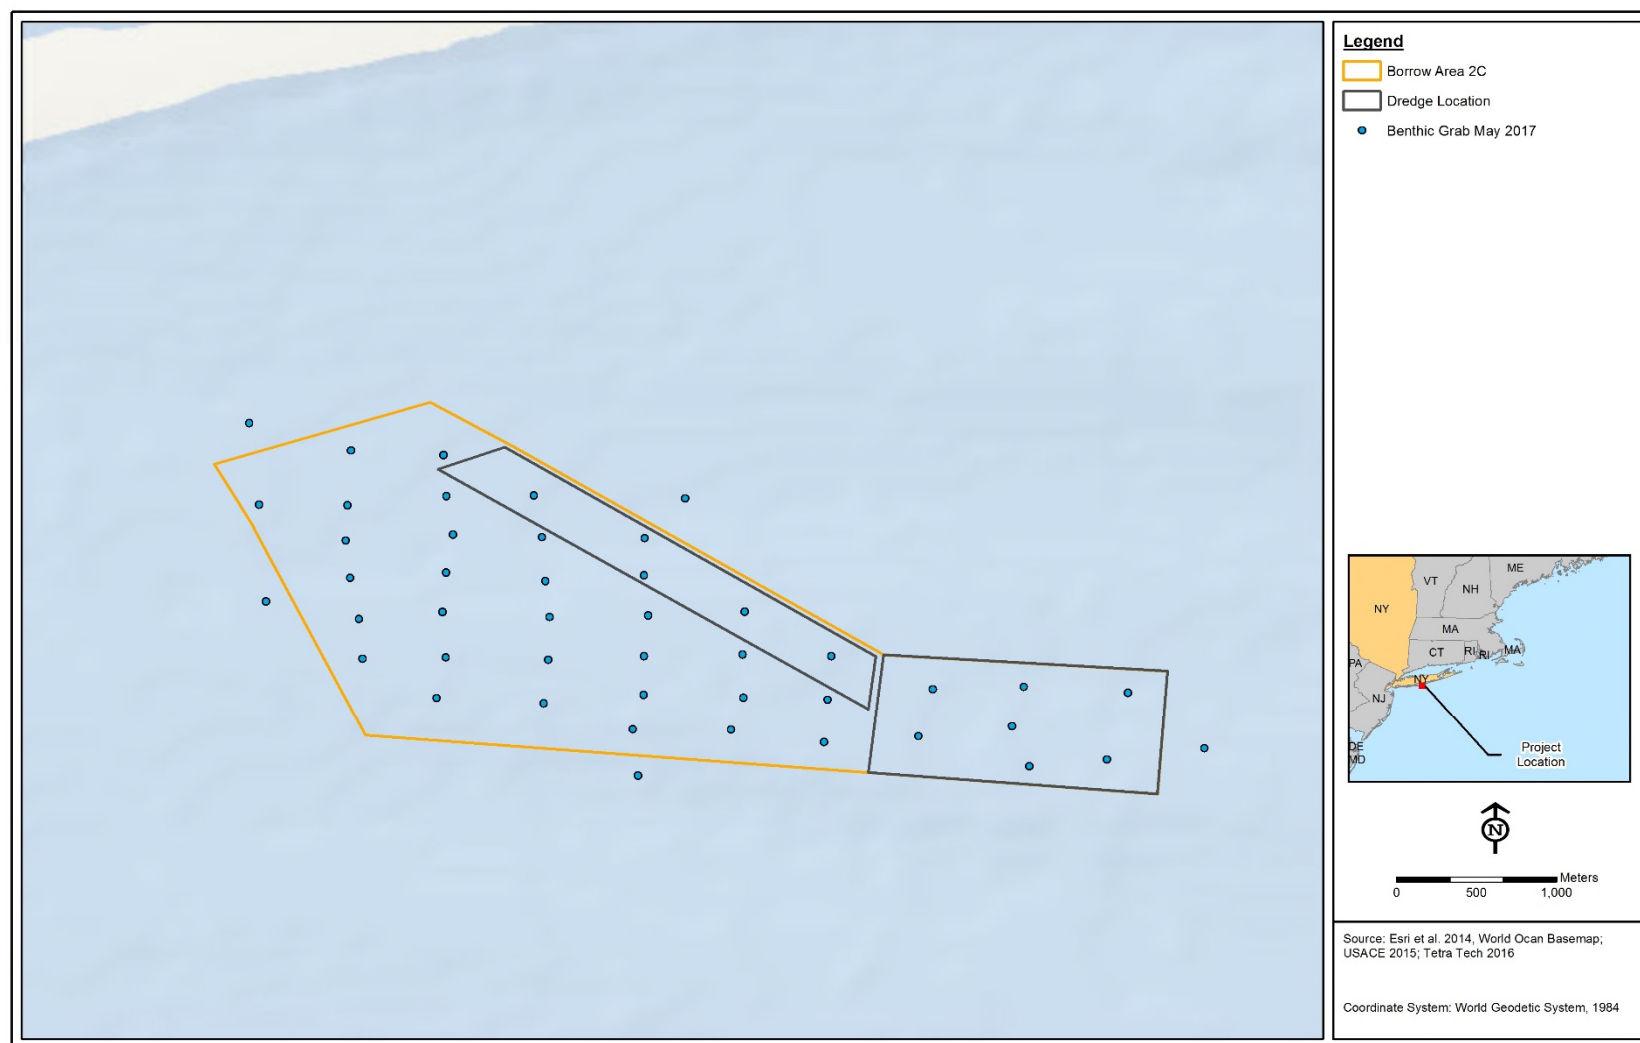 Legend
Borrow Area 2C
Dredge Location
Benthic Grab May 2017
ME
VT
NH
NY
MA
CT
RI
RI
MA
PA
NY
NJ
DE
MD
Project
Location
N
Meters
0
500
1,000
Source: Esri et al. 2014, World Ocan Basemap;
USACE 2015; Tetra Tech 2016
Coordinate System: World Geodetic System, 1984